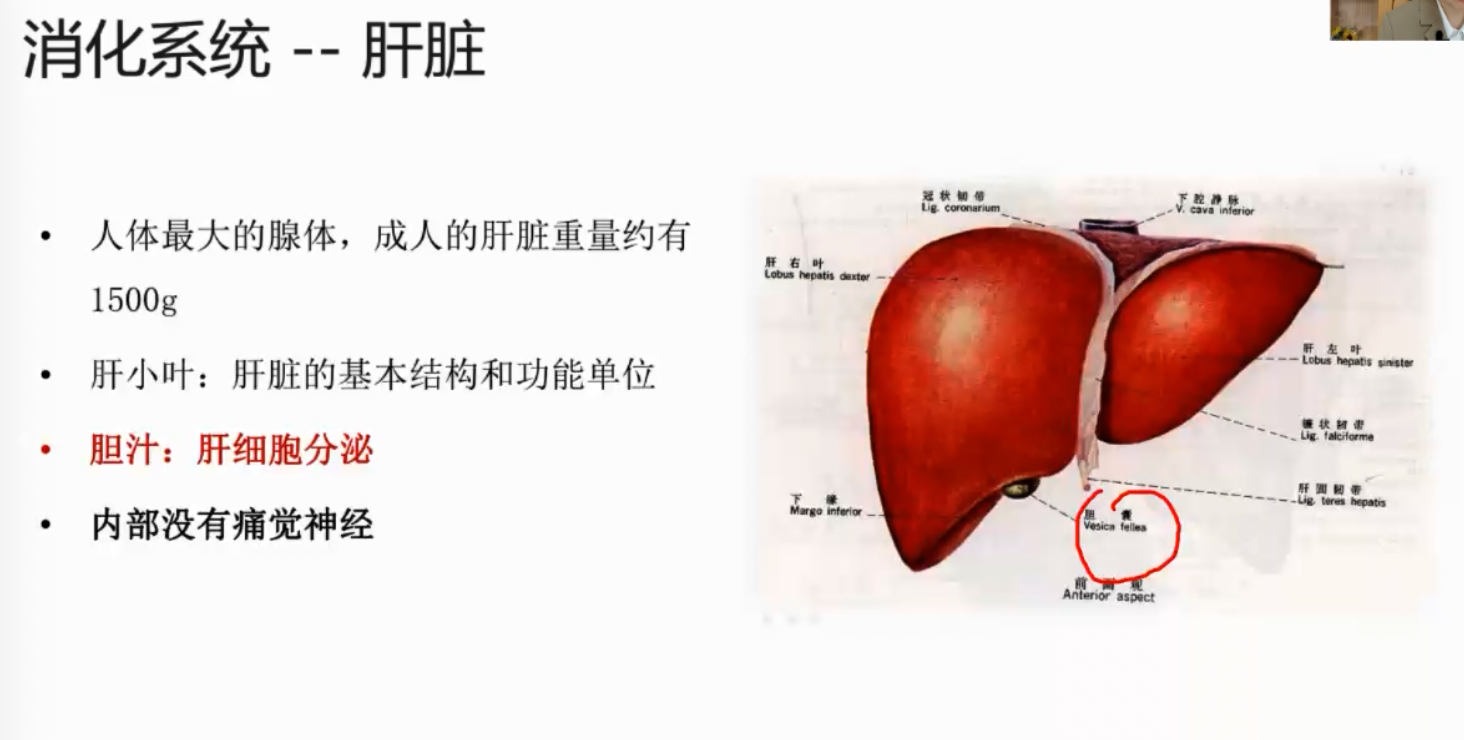 消化系统 -- 肝脏
• 人体最大的腺体，成人的肝脏重量约有
1500g
• 肝小叶：肝脏的基本结构和功能单位
• 胆汁：肝细胞分泌
• 内部没有痛觉神经
冠状韧带
Lig. coronarium
下腔静脉
V. cava inferior
肝右叶
Lobus hepatis dexter
肝左叶
Lobus hepatis sinister
镰状韧带
Lig. falciforme
肝圆韧带
Lig. teres hepatis
下缘
Margo inferior
胆囊
Vesica fellea
前面观
Anterior aspect